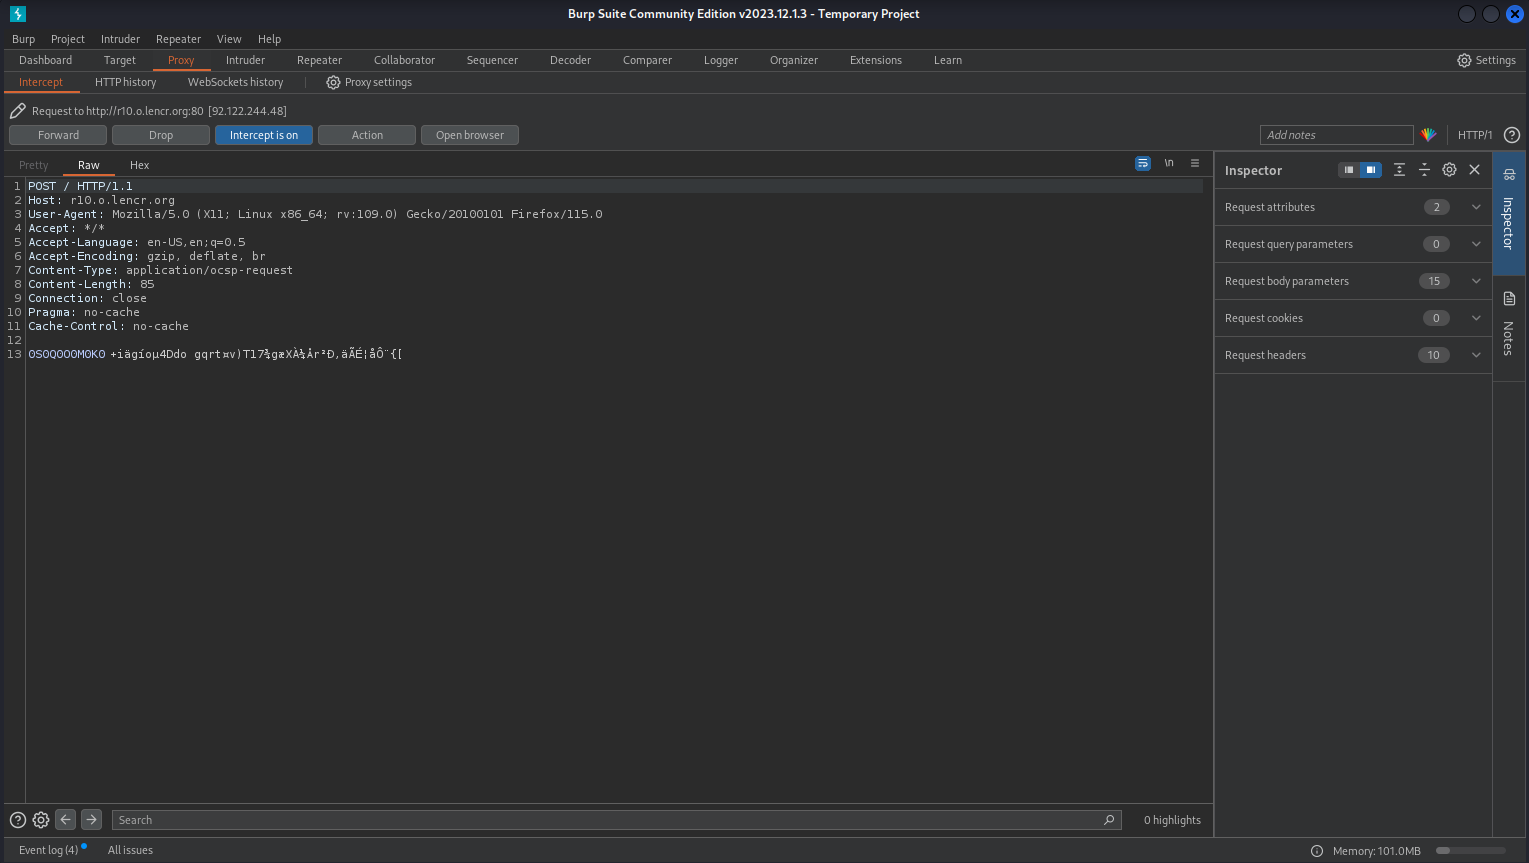 Burp Suite Community Edition v2023.12.1.3 - Temporary Project
Burp Project Intruder Repeater View Help
Dashboard Target Proxy Intruder Repeater Collaborator Sequencer Decoder Comparer Logger Organizer Extensions Learn Settings
Intercept HTTP history WebSockets history Proxy settings
Request to http://r10.o.lencr.org:80 [92.122.244.48]
Forward Drop Intercept is on Action Open browser Add notes HTTP/1
Pretty Raw Hex \n
Inspector
1 POST / HTTP/1.1
2 Host: r10.o.lencr.org
3 User-Agent: Mozilla/5.0 (X11; Linux x86_64; rv:109.0) Gecko/20100101 Firefox/115.0
4 Accept: */*
5 Accept-Language: en-US,en;q=0.5
6 Accept-Encoding: gzip, deflate, br
7 Content-Type: application/ocsp-request
8 Content-Length: 85
9 Connection: close
10 Pragma: no-cache
11 Cache-Control: no-cache
12
13 0S0Q0O0M0K0 +iägíoµ4Ddo gqrt¤v)T17¾gæXÀ¾År²Ð,äÃÉ¦åÔ¨{[
Request attributes 2
Request query parameters 0
Request body parameters 15
Request cookies 0
Request headers 10
Inspector
Notes
Search 0 highlights
Event log (4) All issues Memory: 101.0MB